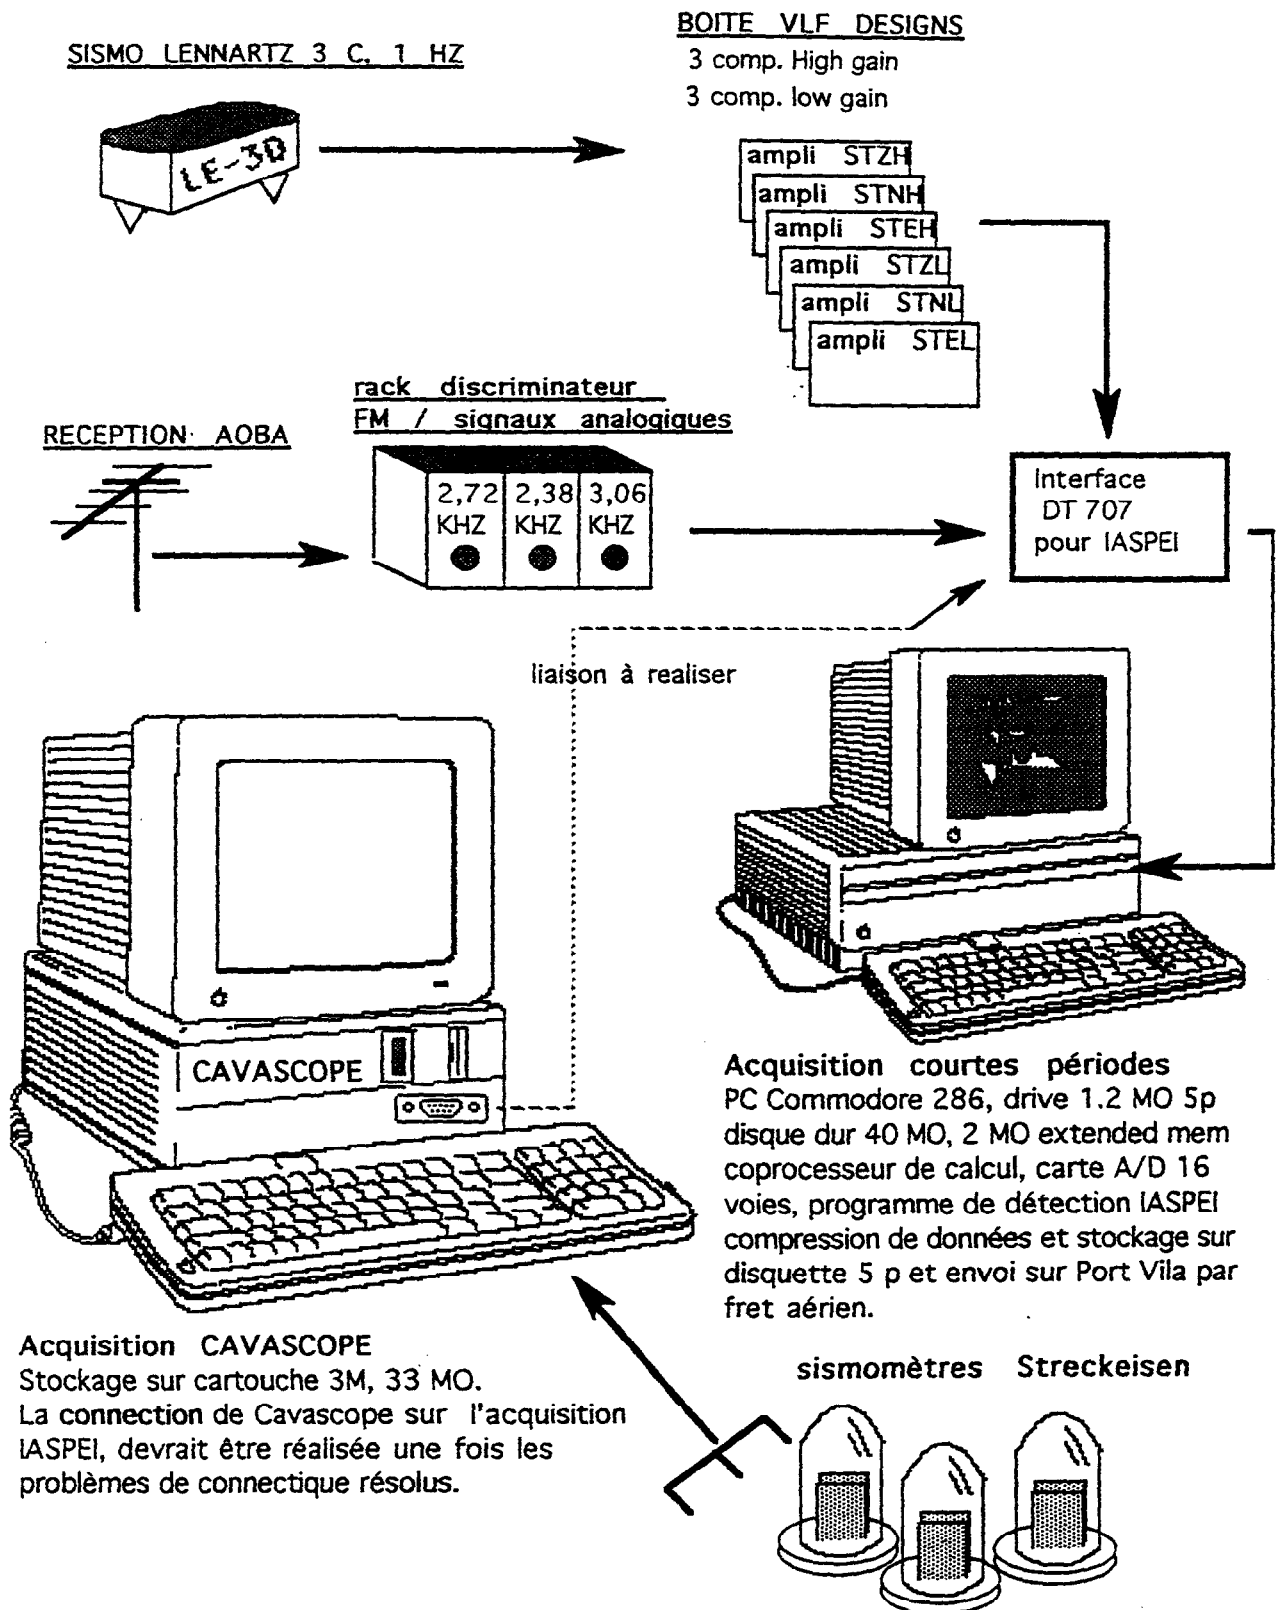 SISMO LENNARTZ 3 C. 1 HZ
BOITE VLF DESIGNS
3 comp. High gain
3 comp. low gain
LE-3D
ampli STZH
ampli STNH
ampli STEH
ampli STZL
ampli STNL
ampli STEL
RECEPTION AOBA
rack discriminateur
FM / signaux analogiques
2,72 KHZ
2,38 KHZ
3,06 KHZ
Interface
DT 707
pour IASPEI
liaison à realiser
CAVASCOPE
Acquisition courtes périodes
PC Commodore 286, drive 1.2 MO 5p
disque dur 40 MO, 2 MO extended mem
coprocesseur de calcul, carte A/D 16
voies, programme de détection IASPEI
compression de données et stockage sur
disquette 5 p et envoi sur Port Vila par
fret aérien.
Acquisition CAVASCOPE
Stockage sur cartouche 3M, 33 MO.
La connection de Cavascope sur l'acquisition
IASPEI, devrait être réalisée une fois les
problèmes de connectique résolus.
sismomètres Streckeisen